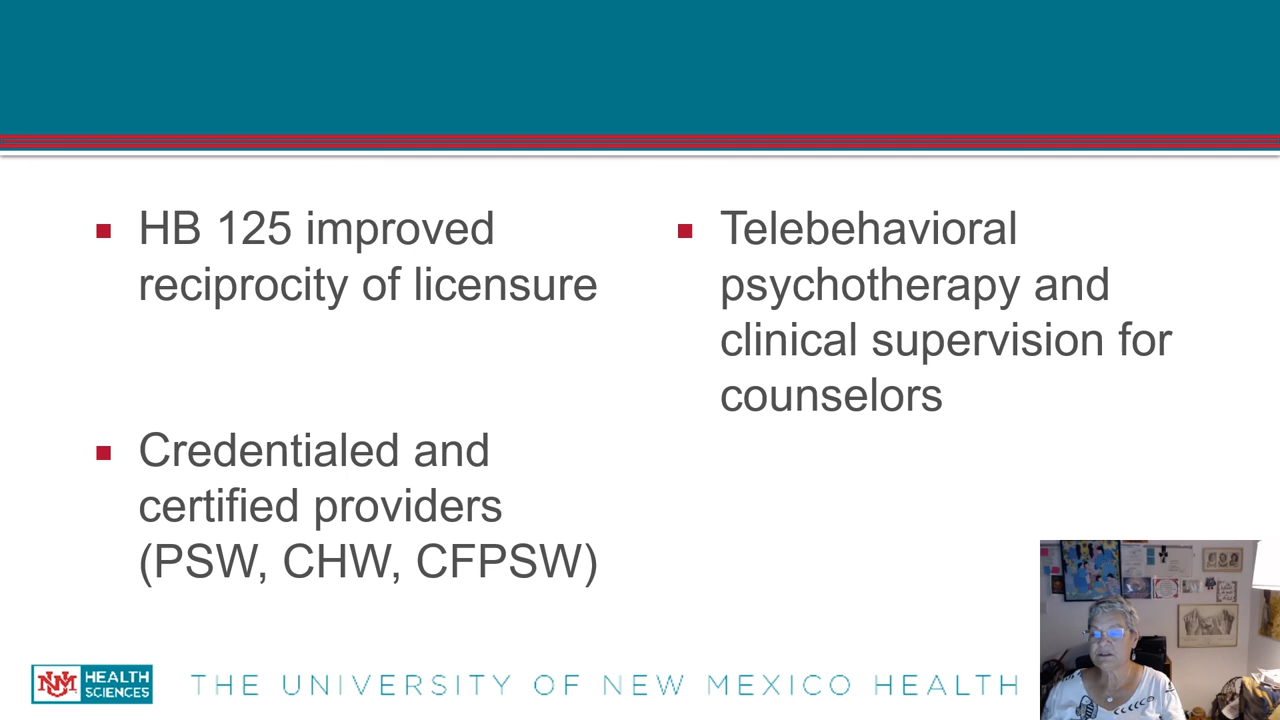 HB 125 improved
reciprocity of licensure
Credentialed and
certified providers
(PSW, CHW, CFPSW)
Telebehavioral
psychotherapy and
clinical supervision for
counselors
UNM HEALTH
SCIENCES
THE UNIVERSITY OF NEW MEXICO HEALTH